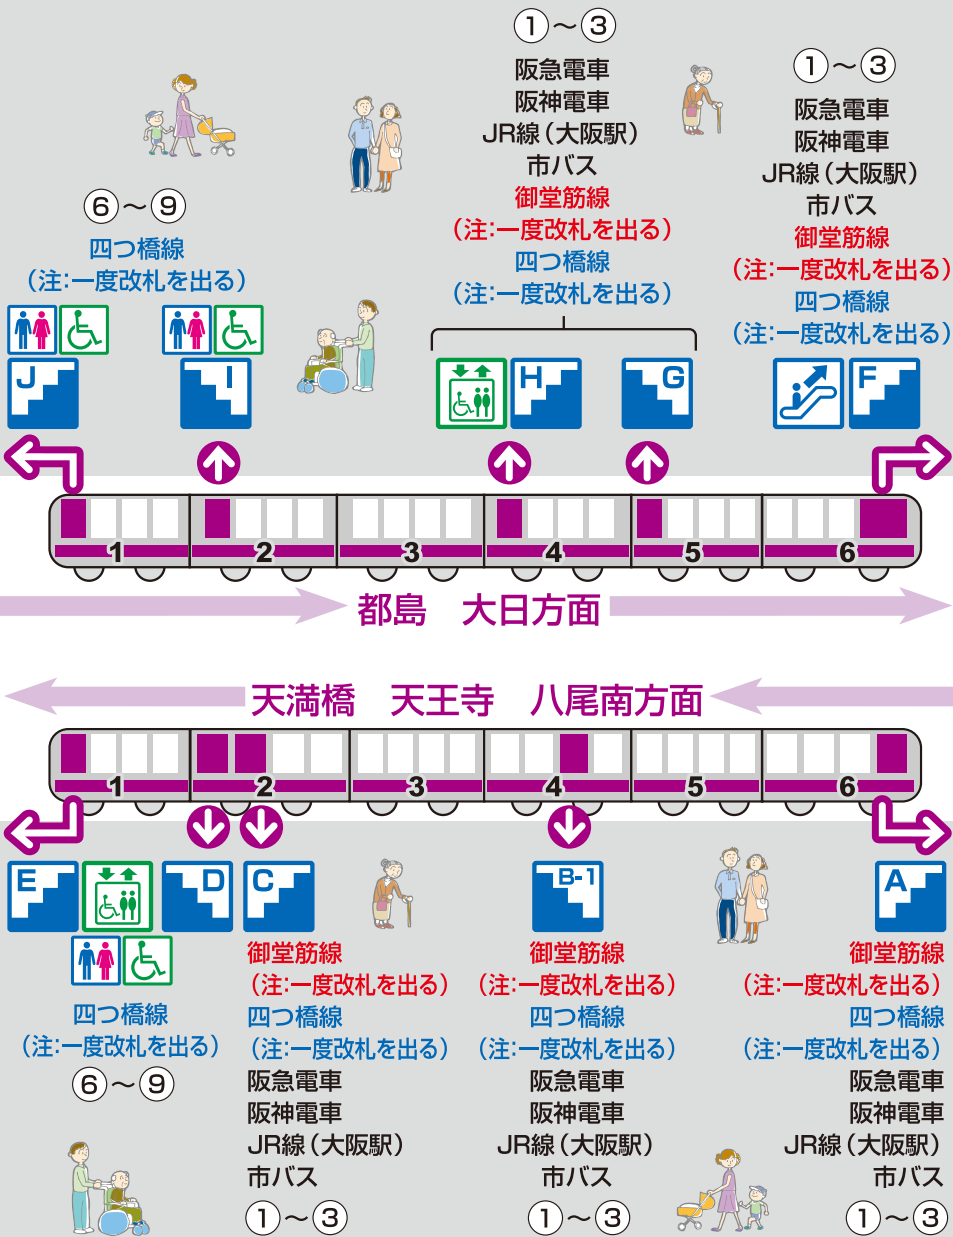 ①～③
阪急電車
阪神電車
JR線（大阪駅）
市バス
御堂筋線
（注:一度改札を出る）
四つ橋線
（注:一度改札を出る）
①～③
阪急電車
阪神電車
JR線（大阪駅）
市バス
御堂筋線
（注:一度改札を出る）
四つ橋線
（注:一度改札を出る）
⑥～⑨
四つ橋線
（注:一度改札を出る）
J
I
H
G
F
1 2 3 4 5 6
都島　大日方面
天満橋　天王寺　八尾南方面
1 2 3 4 5 6
E
D
C
B-1
A
四つ橋線
（注:一度改札を出る）
⑥～⑨
御堂筋線
（注:一度改札を出る）
四つ橋線
（注:一度改札を出る）
阪急電車
阪神電車
JR線（大阪駅）
市バス
①～③
御堂筋線
（注:一度改札を出る）
四つ橋線
（注:一度改札を出る）
阪急電車
阪神電車
JR線（大阪駅）
市バス
①～③
御堂筋線
（注:一度改札を出る）
四つ橋線
（注:一度改札を出る）
阪急電車
阪神電車
JR線（大阪駅）
市バス
①～③